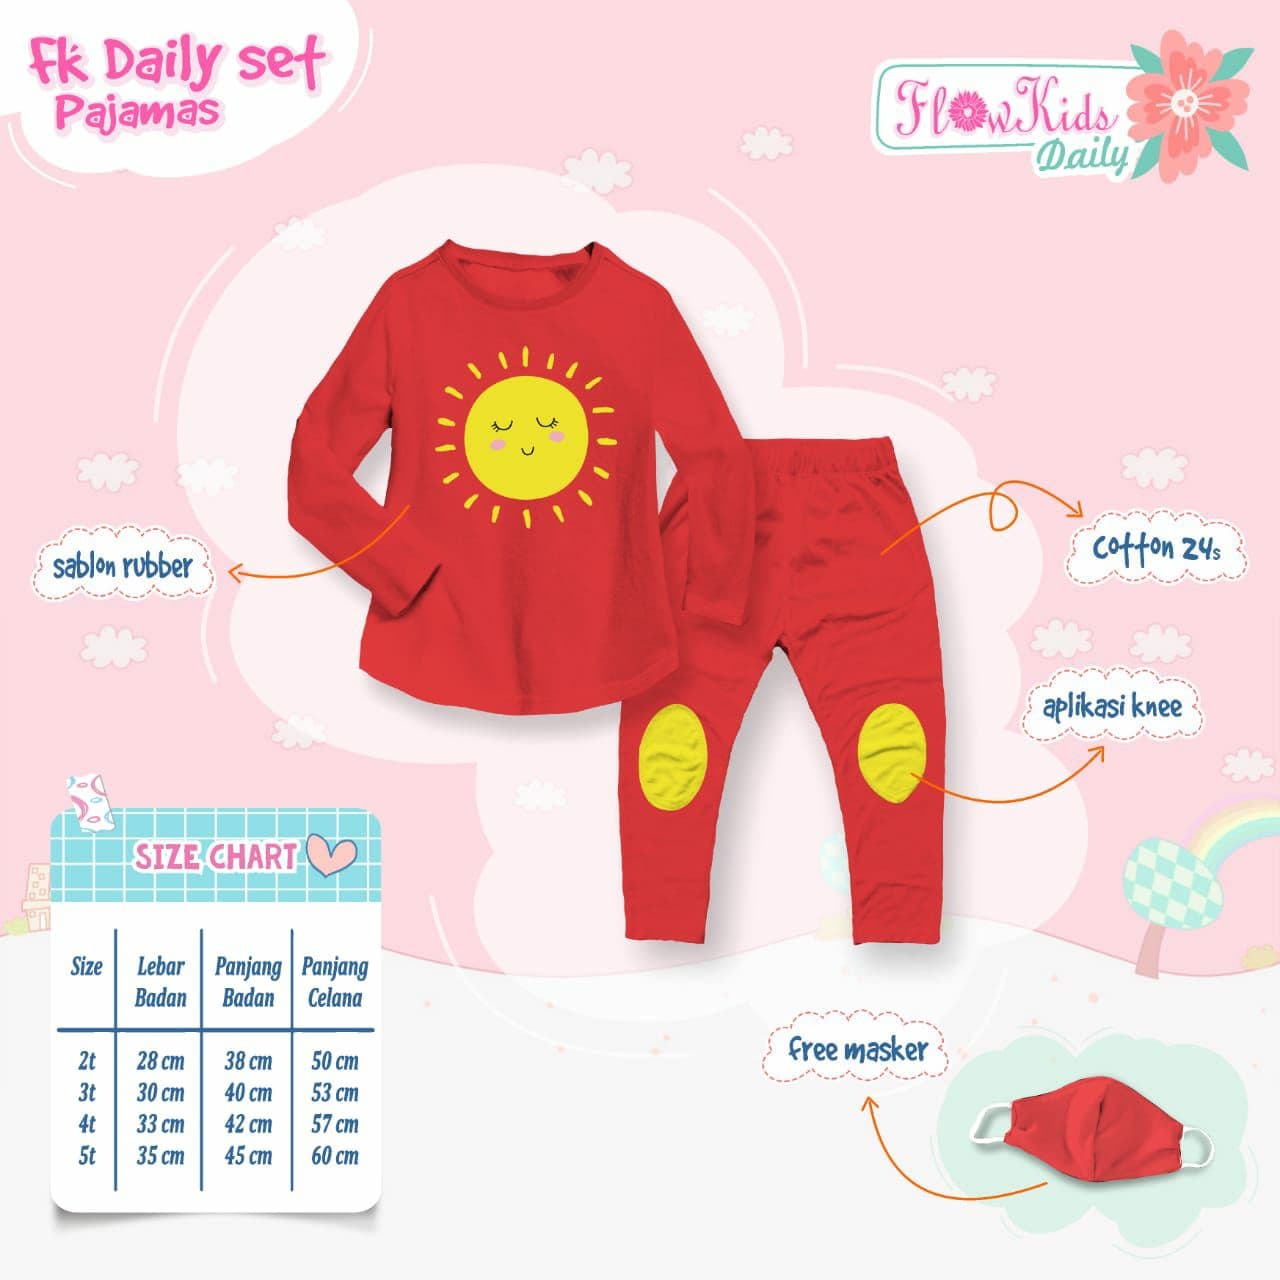 Fk Daily set
Pajamas
FlowKids
Daily
sablon rubber
Cotton 24s
aplikasi knee
SIZE CHART
Size Lebar Badan Panjang Badan Panjang Celana
2t 28 cm 38 cm 50 cm
3t 30 cm 40 cm 53 cm
4t 33 cm 42 cm 57 cm
5t 35 cm 45 cm 60 cm
free masker